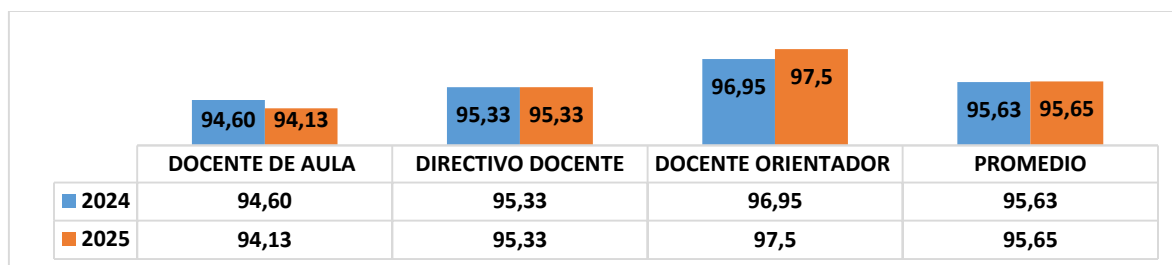 94,60 94,13 95,33 95,33 96,95 97,5 95,63 95,65
DOCENTE DE AULA DIRECTIVO DOCENTE DOCENTE ORIENTADOR PROMEDIO
2024 94,60 95,33 96,95 95,63
2025 94,13 95,33 97,5 95,65